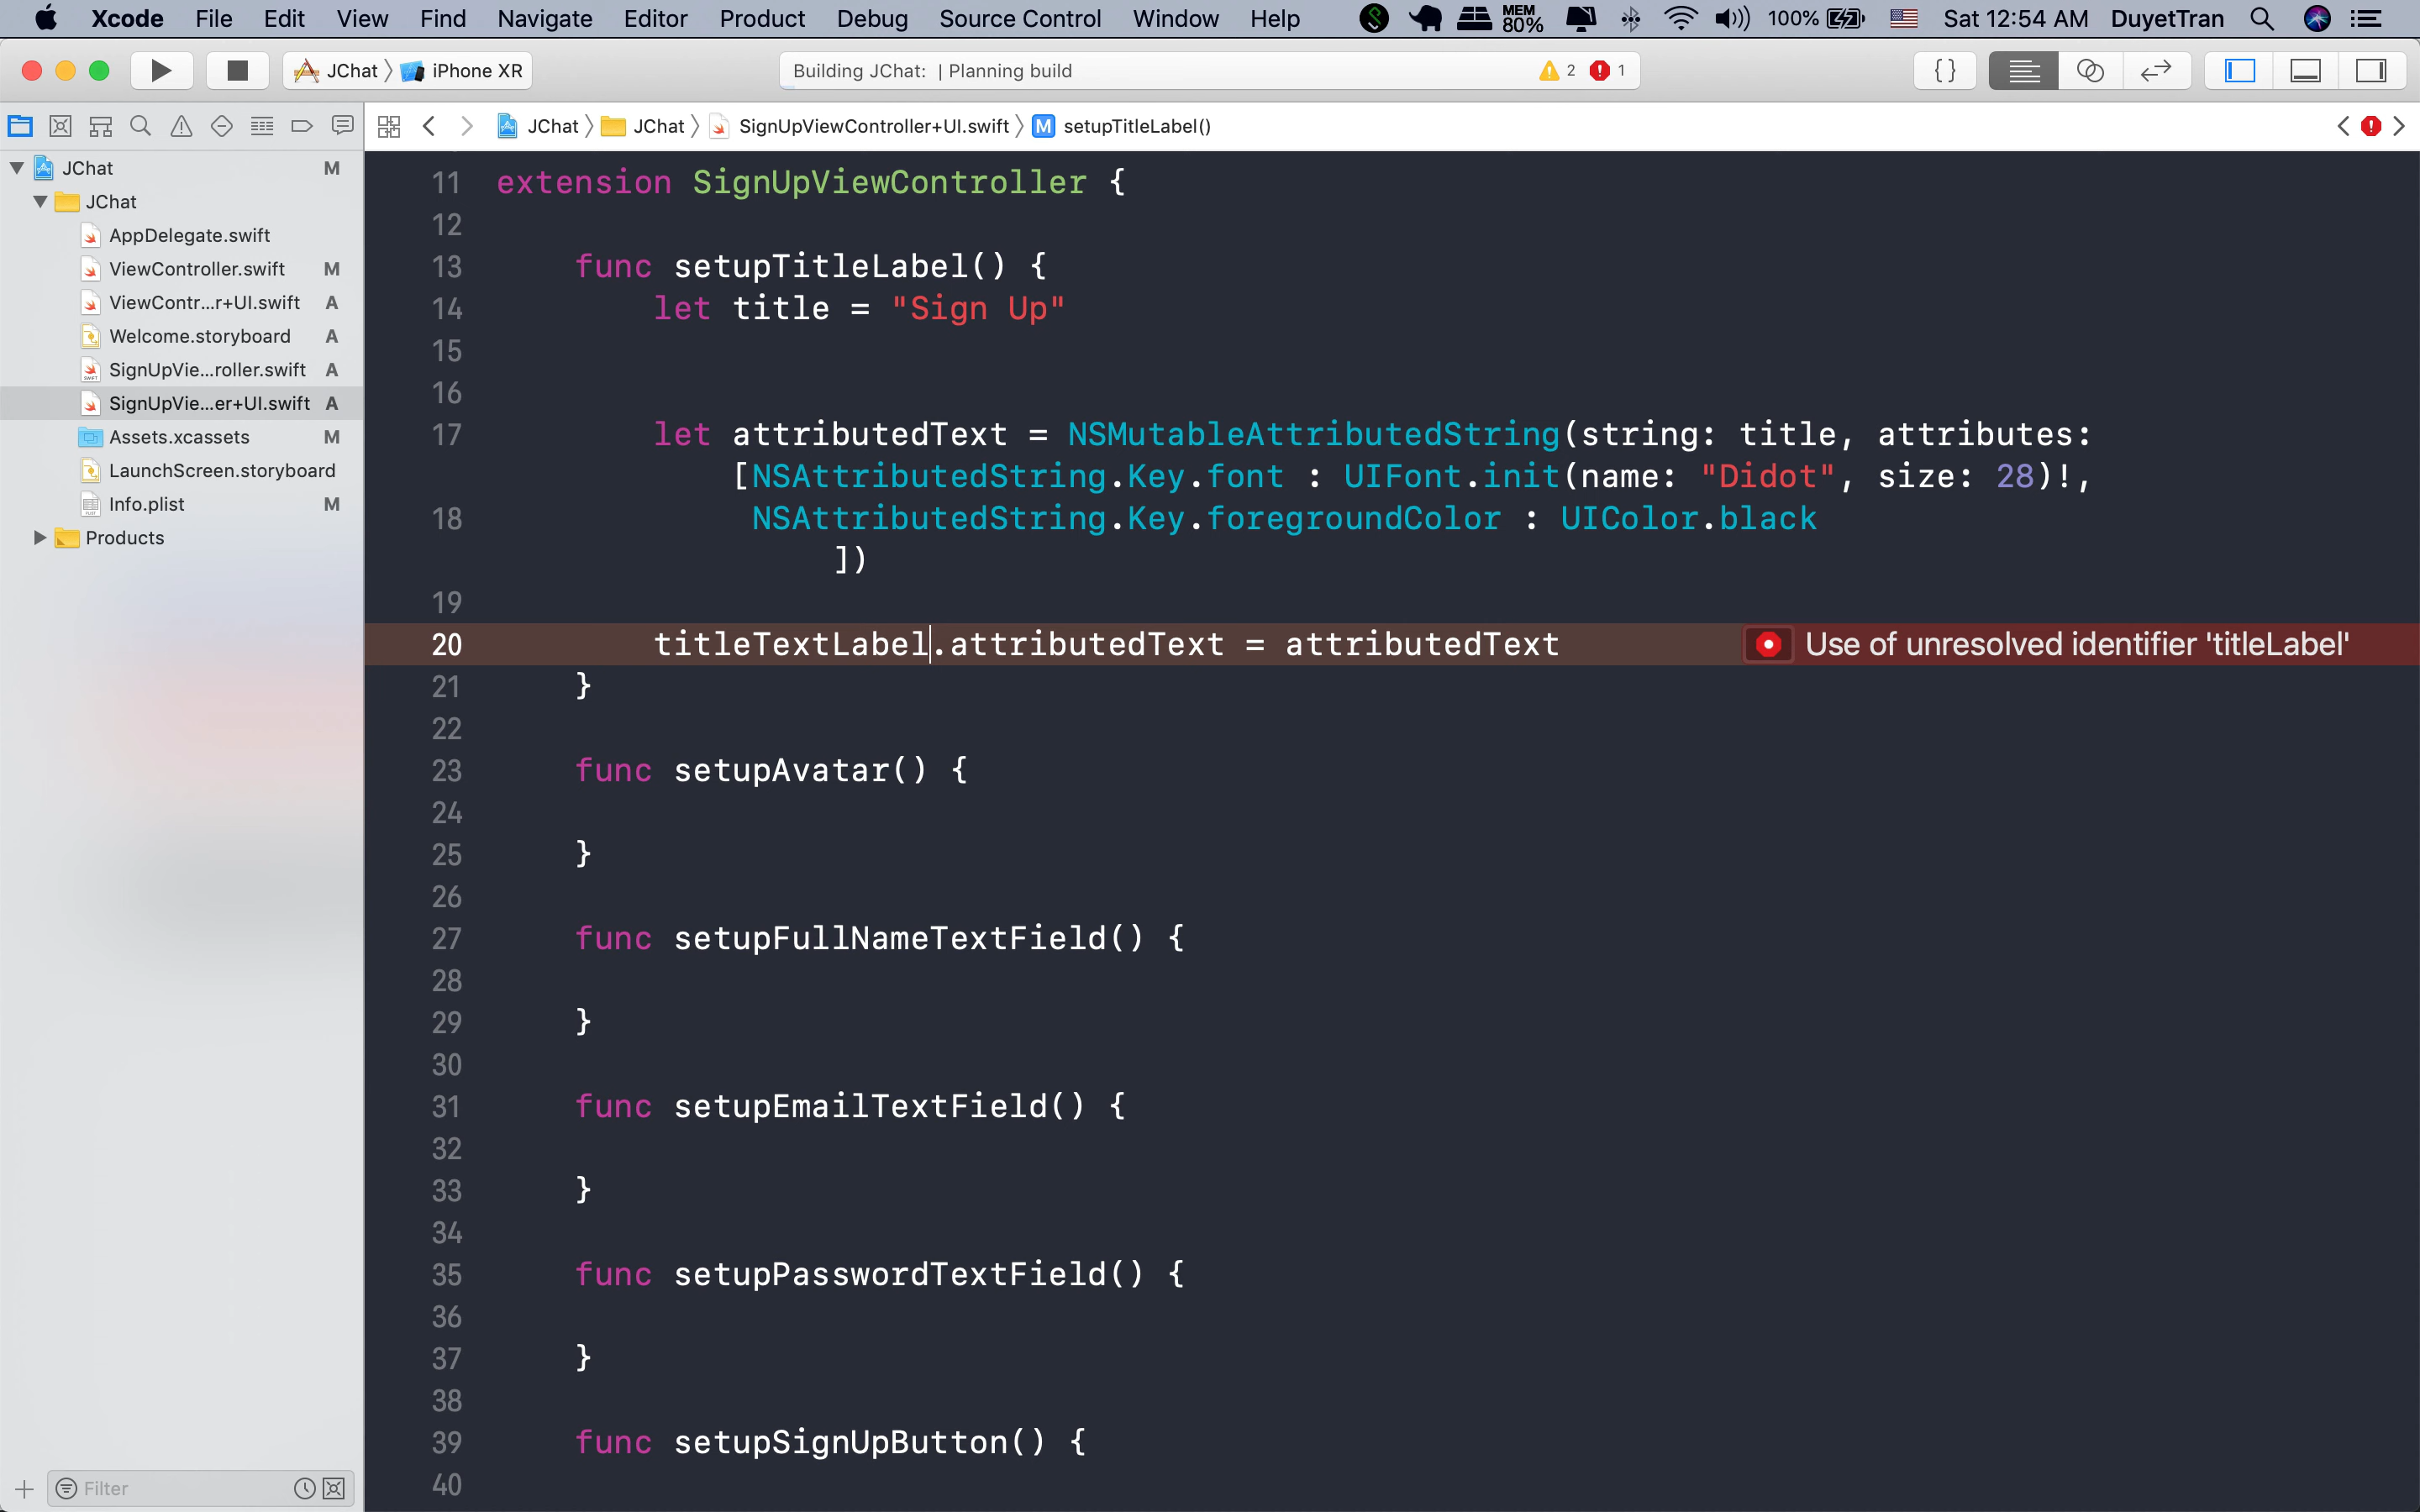 Xcode File Edit View Find Navigate Editor Product Debug Source Control Window Help MEM 80% 100% Sat 12:54 AM DuyetTran
JChat iPhone XR
Building JChat: | Planning build 2 1
{ }
JChat JChat SignUpViewController+UI.swift M setupTitleLabel()
JChat M
JChat
AppDelegate.swift
ViewController.swift M
ViewContr...r+UI.swift A
Welcome.storyboard A
SignUpVie...roller.swift A
SignUpVie...er+UI.swift A
Assets.xcassets M
LaunchScreen.storyboard
Info.plist M
Products
Filter
11 extension SignUpViewController {
12
13 func setupTitleLabel() {
14 let title = "Sign Up"
15
16
17 let attributedText = NSMutableAttributedString(string: title, attributes:
[NSAttributedString.Key.font : UIFont.init(name: "Didot", size: 28)!,
18 NSAttributedString.Key.foregroundColor : UIColor.black
])
19
20 titleTextLabel.attributedText = attributedText Use of unresolved identifier 'titleLabel'
21 }
22
23 func setupAvatar() {
24
25 }
26
27 func setupFullNameTextField() {
28
29 }
30
31 func setupEmailTextField() {
32
33 }
34
35 func setupPasswordTextField() {
36
37 }
38
39 func setupSignUpButton() {
40